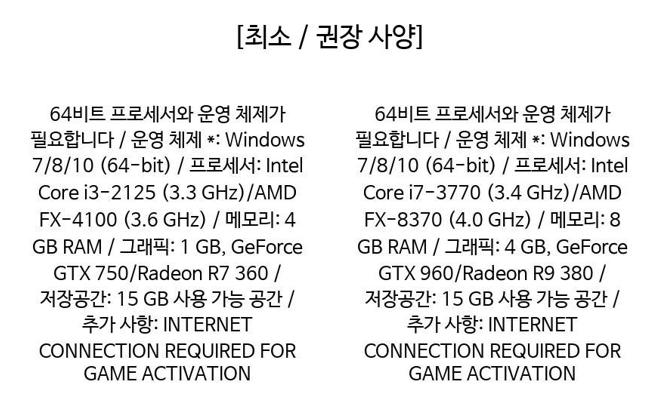 [최소 / 권장 사양]
64비트 프로세서와 운영 체제가
필요합니다 / 운영 체제 *: Windows
7/8/10 (64-bit) / 프로세서: Intel
Core i3-2125 (3.3 GHz)/AMD
FX-4100 (3.6 GHz) / 메모리: 4
GB RAM / 그래픽: 1 GB, GeForce
GTX 750/Radeon R7 360 /
저장공간: 15 GB 사용 가능 공간 /
추가 사항: INTERNET
CONNECTION REQUIRED FOR
GAME ACTIVATION
64비트 프로세서와 운영 체제가
필요합니다 / 운영 체제 *: Windows
7/8/10 (64-bit) / 프로세서: Intel
Core i7-3770 (3.4 GHz)/AMD
FX-8370 (4.0 GHz) / 메모리: 8
GB RAM / 그래픽: 4 GB, GeForce
GTX 960/Radeon R9 380 /
저장공간: 15 GB 사용 가능 공간 /
추가 사항: INTERNET
CONNECTION REQUIRED FOR
GAME ACTIVATION